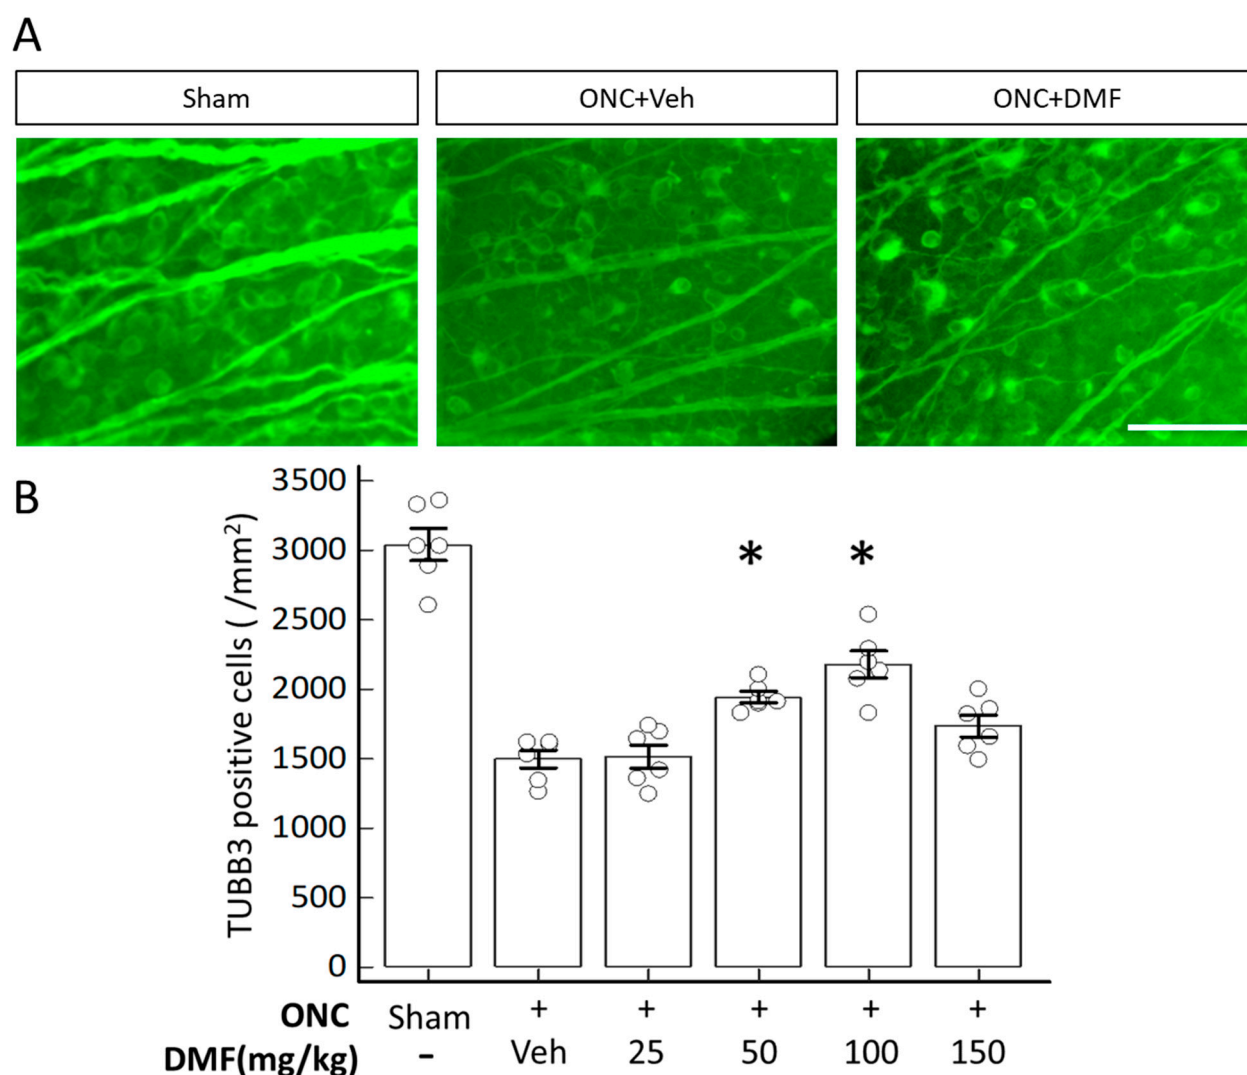 A
Sham ONC+Veh ONC+DMF
B
TUBB3 positive cells ( /mm²)
3500
3000
2500
2000
1500
1000
500
0
* *
ONC Sham + + + + +
DMF(mg/kg) - Veh 25 50 100 150